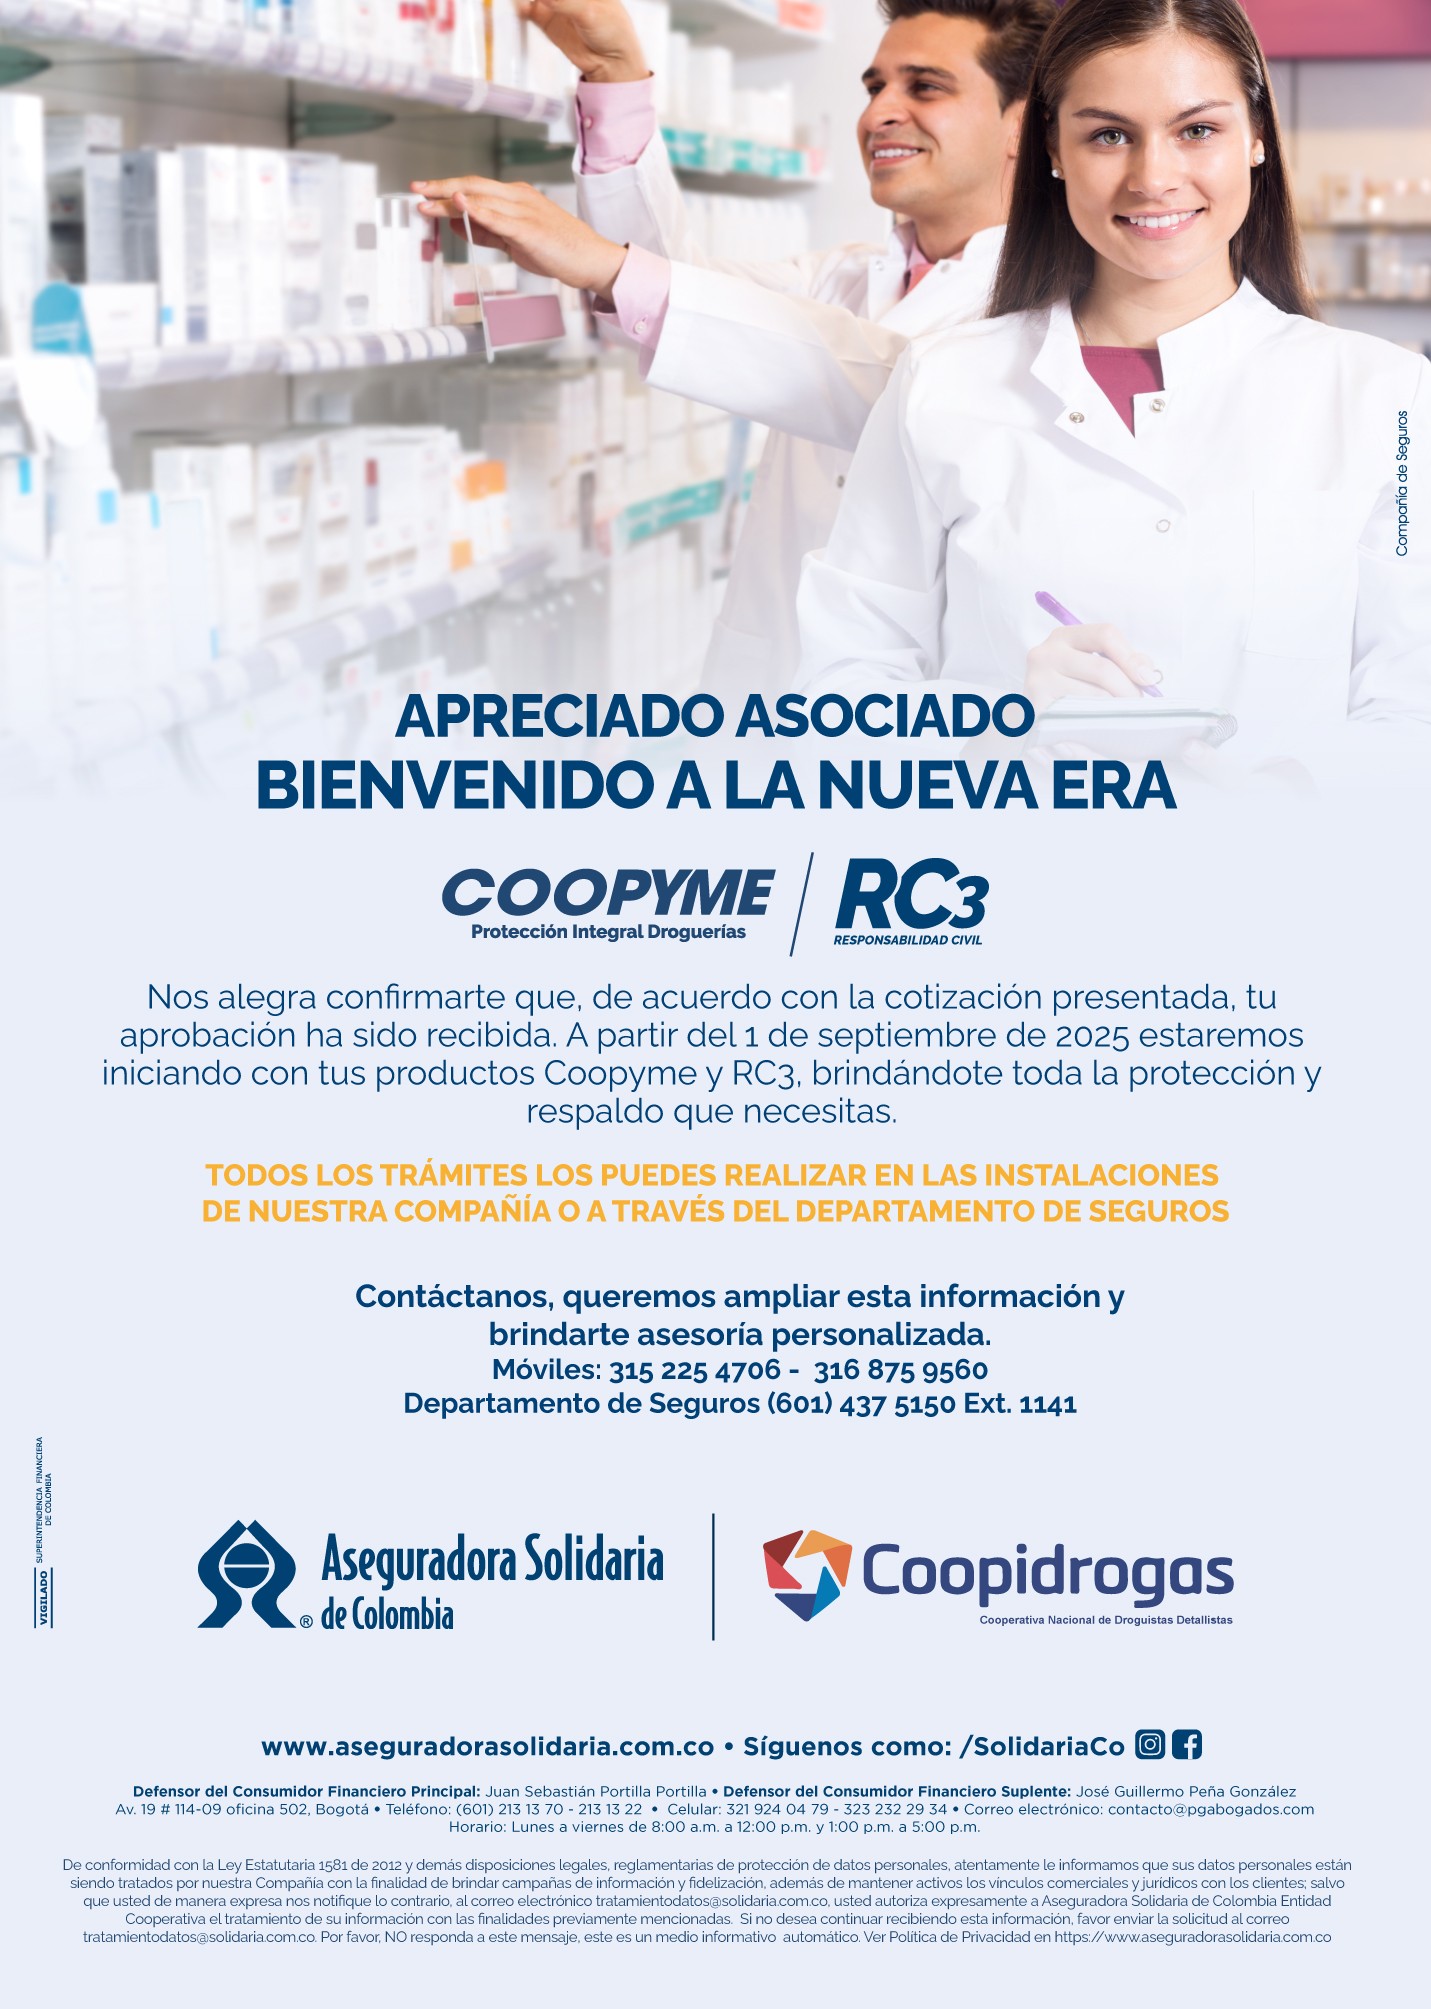 Compañía de Seguros
APRECIADO ASOCIADO
BIENVENIDO A LA NUEVA ERA
COOPYME
Protección Integral Droguerías
RC3
RESPONSABILIDAD CIVIL
Nos alegra confirmarte que, de acuerdo con la cotización presentada, tu
aprobación ha sido recibida. A partir del 1 de septiembre de 2025 estaremos
iniciando con tus productos Coopyme y RC3, brindándote toda la protección y
respaldo que necesitas.
TODOS LOS TRÁMITES LOS PUEDES REALIZAR EN LAS INSTALACIONES
DE NUESTRA COMPAÑÍA O A TRAVÉS DEL DEPARTAMENTO DE SEGUROS
Contáctanos, queremos ampliar esta información y
brindarte asesoría personalizada.
Móviles: 315 225 4706 - 316 875 9560
Departamento de Seguros (601) 437 5150 Ext. 1141
VIGILADO
SUPERINTENDENCIA FINANCIERA
DE COLOMBIA
Aseguradora Solidaria
® de Colombia
Coopidrogas
Cooperativa Nacional de Droguistas Detallistas
www.aseguradorasolidaria.com.co • Síguenos como: /SolidariaCo
Defensor del Consumidor Financiero Principal: Juan Sebastián Portilla Portilla • Defensor del Consumidor Financiero Suplente: José Guillermo Peña González
Av. 19 # 114-09 oficina 502, Bogotá • Teléfono: (601) 213 13 70 - 213 13 22 • Celular: 321 924 04 79 - 323 232 29 34 • Correo electrónico: contacto@pgabogados.com
Horario: Lunes a viernes de 8:00 a.m. a 12:00 p.m. y 1:00 p.m. a 5:00 p.m.
De conformidad con la Ley Estatutaria 1581 de 2012 y demás disposiciones legales, reglamentarias de protección de datos personales, atentamente le informamos que sus datos personales están
siendo tratados por nuestra Compañía con la finalidad de brindar campañas de información y fidelización, además de mantener activos los vínculos comerciales y jurídicos con los clientes; salvo
que usted de manera expresa nos notifique lo contrario, al correo electrónico tratamientodatos@solidaria.com.co, usted autoriza expresamente a Aseguradora Solidaria de Colombia Entidad
Cooperativa el tratamiento de su información con las finalidades previamente mencionadas. Si no desea continuar recibiendo esta información, favor enviar la solicitud al correo
tratamientodatos@solidaria.com.co. Por favor, NO responda a este mensaje, este es un medio informativo automático. Ver Política de Privacidad en https://www.aseguradorasolidaria.com.co